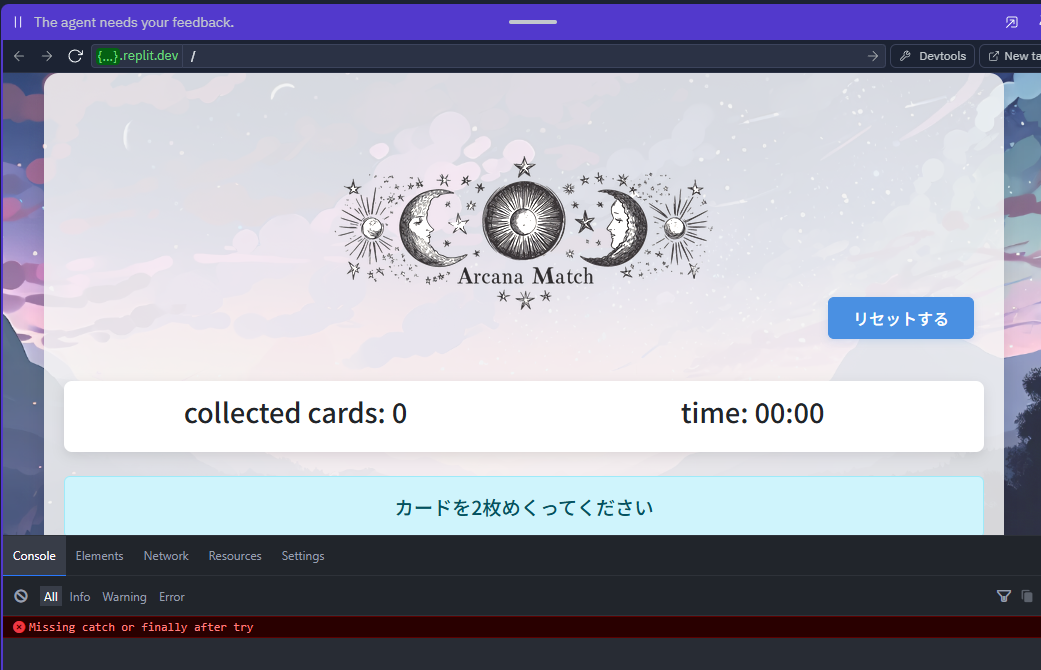 The agent needs your feedback.
{...}.replit.dev /
Devtools
New ta
Arcana Match
リセットする
collected cards: 0 time: 00:00
カードを2枚めくってください
Console Elements Network Resources Settings
All Info Warning Error
Missing catch or finally after try